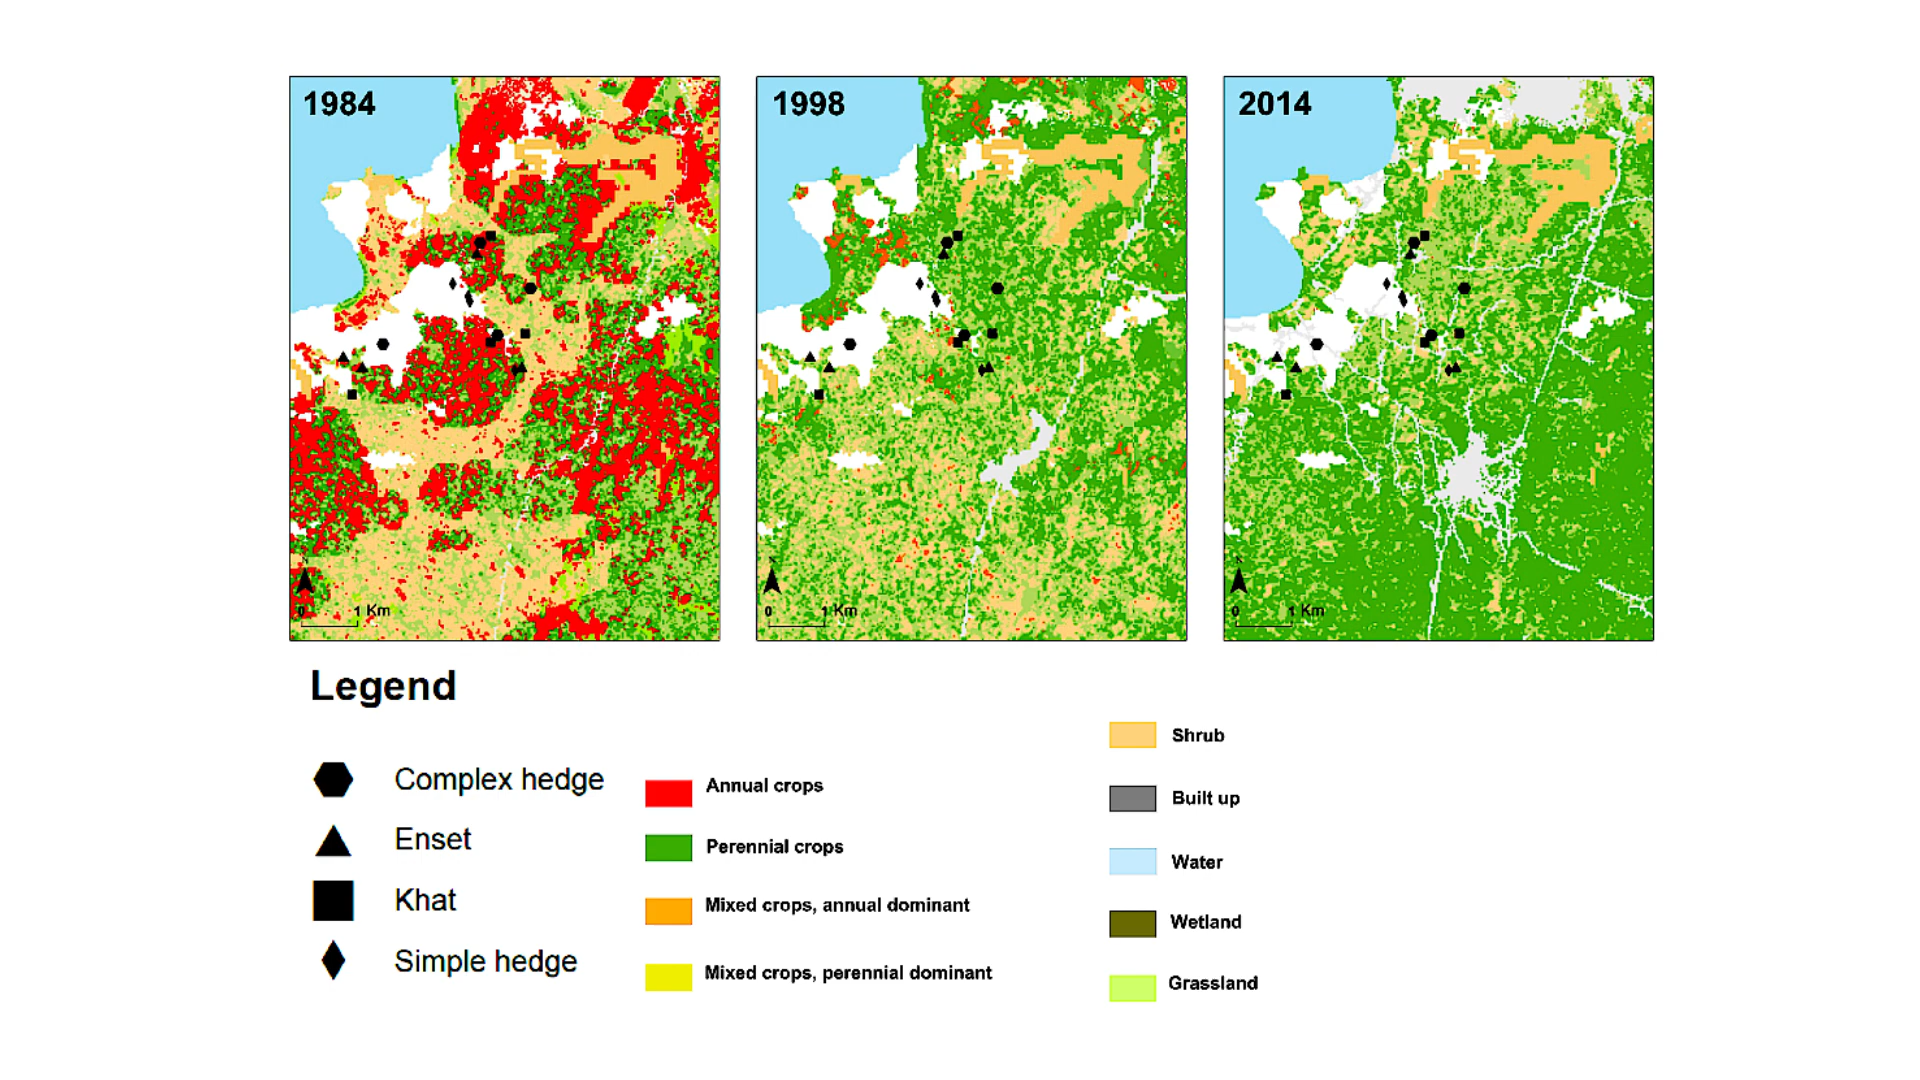 1984
1998
2014
N
0 1 Km
N
0 1 Km
N
0 1 Km
Legend
Complex hedge
Enset
Khat
Simple hedge
Annual crops
Perennial crops
Mixed crops, annual dominant
Mixed crops, perennial dominant
Shrub
Built up
Water
Wetland
Grassland